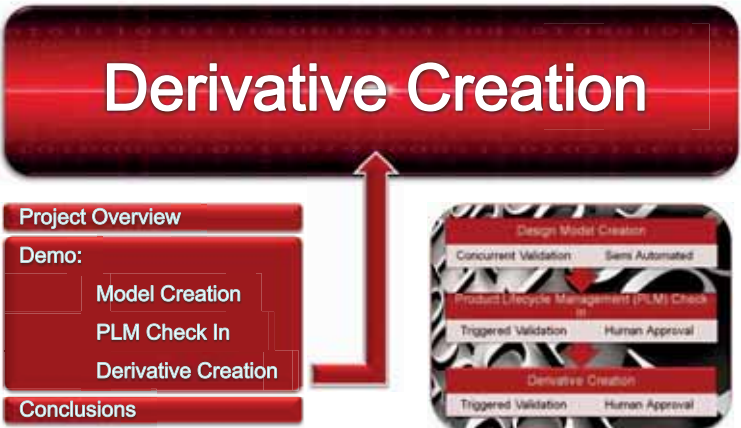 Derivative Creation
Project Overview
Demo:
Model Creation
PLM Check In
Derivative Creation
Conclusions
Design Model Creation
Concurrent Validation Semi Automated
Product Lifecycle Management (PLM) Check
In
Triggered Validation Human Approval
Derivative Creation
Triggered Validation Human Approval